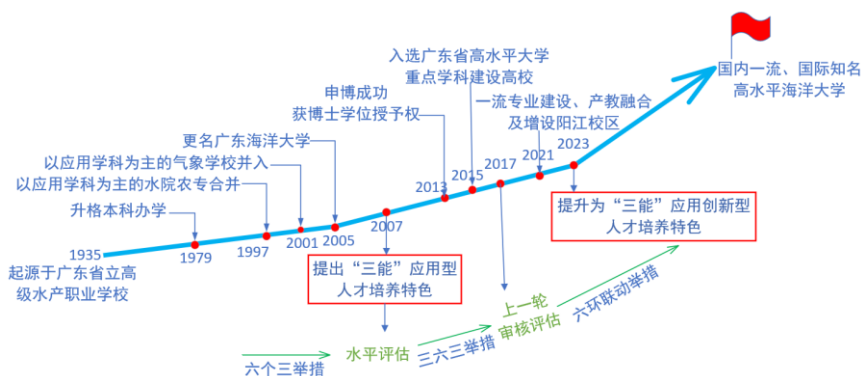 国内一流、国际知名
高水平海洋大学
入选广东省高水平大学
重点学科建设高校
申博成功
获博士学位授予权
一流专业建设、产教融合
及增设阳江校区
更名广东海洋大学
以应用学科为主的气象学校并入
以应用学科为主的水院农专合并
升格本科办学
1935
1979
1997
2001
2005
2007
2013
2015
2017
2021
2023
起源于广东省立高
级水产职业学校
提出“三能”应用型
人才培养特色
提升为“三能”应用创新型
人才培养特色
六个三举措
水平评估
三六三举措
上一轮
审核评估
六环联动举措